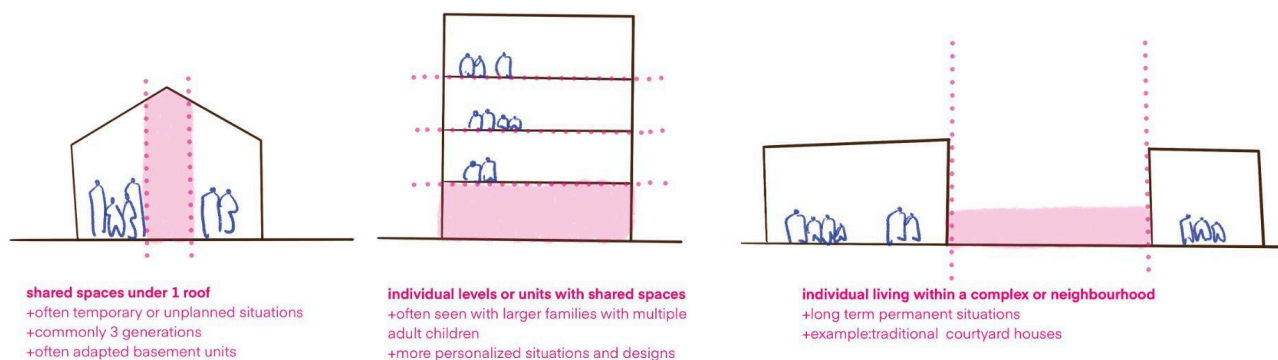 shared spaces under 1 roof
+often temporary or unplanned situations
+commonly 3 generations
+often adapted basement units
individual levels or units with shared spaces
+often seen with larger families with multiple
adult children
+more personalized situations and designs
individual living within a complex or neighbourhood
+long term permanent situations
+example:traditional courtyard houses